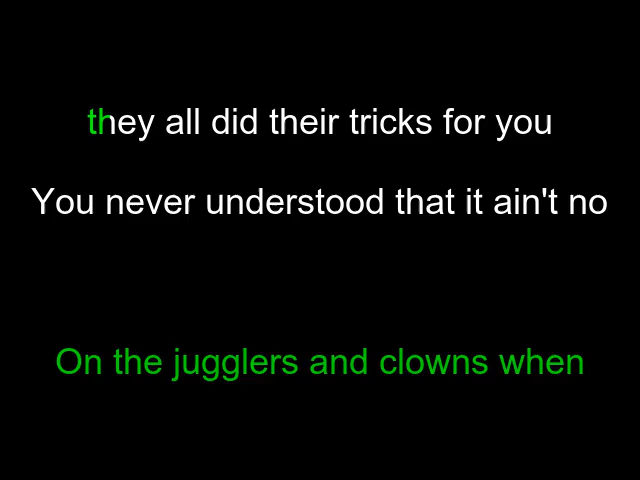 they all did their tricks for you
You never understood that it ain't no
On the jugglers and clowns when